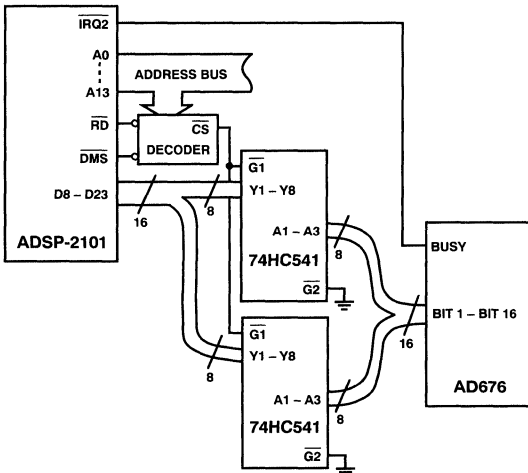 IRQ2
A0
A13
ADDRESS BUS
RD
CS
DMS
DECODER
D8 – D23
16
ADSP-2101
8
G1
Y1 – Y8
A1 – A3
8
74HC541
G2
BUSY
BIT 1 – BIT 16
16
AD676
G1
Y1 – Y8
8
A1 – A3
8
74HC541
G2